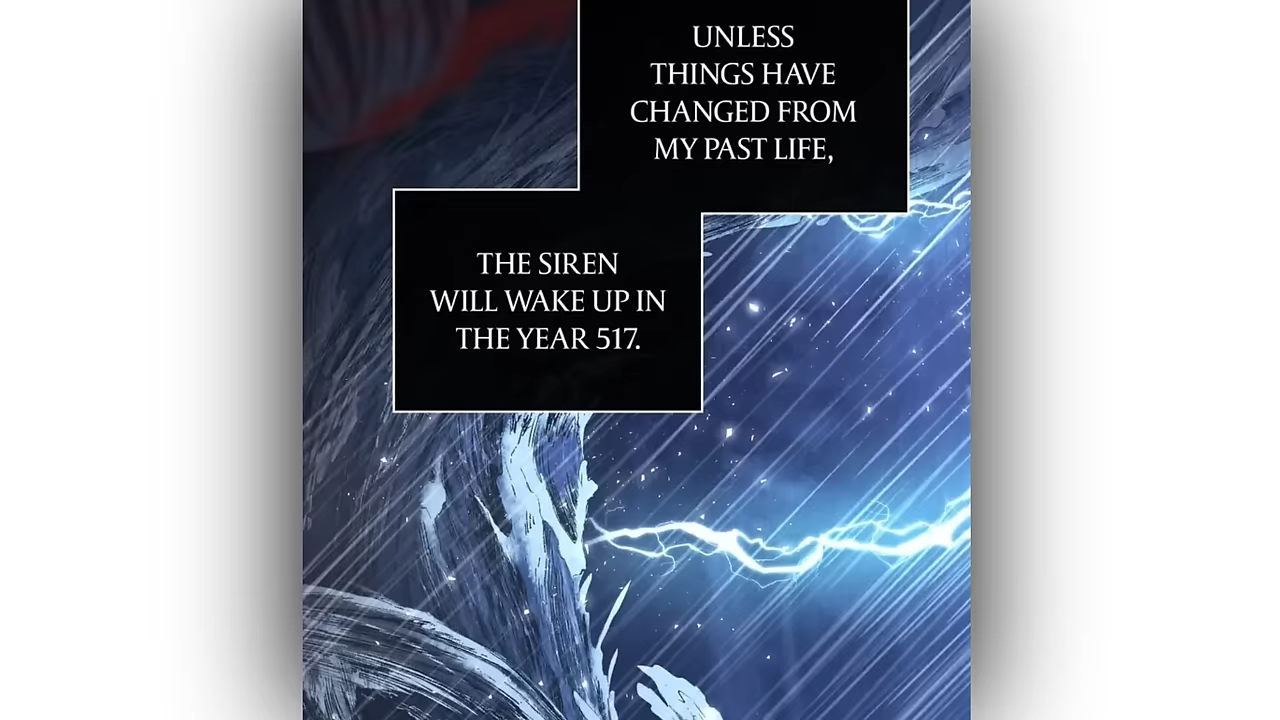 UNLESS
THINGS HAVE
CHANGED FROM
MY PAST LIFE,
THE SIREN
WILL WAKE UP IN
THE YEAR 517.